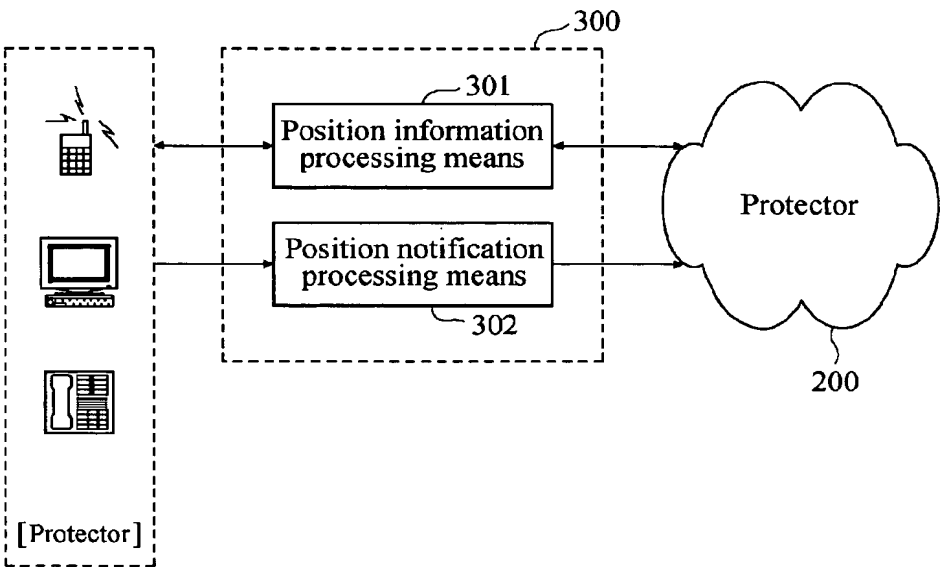 300
301
Position information
processing means
Position notification
processing means
302
Protector
200
[Protector]